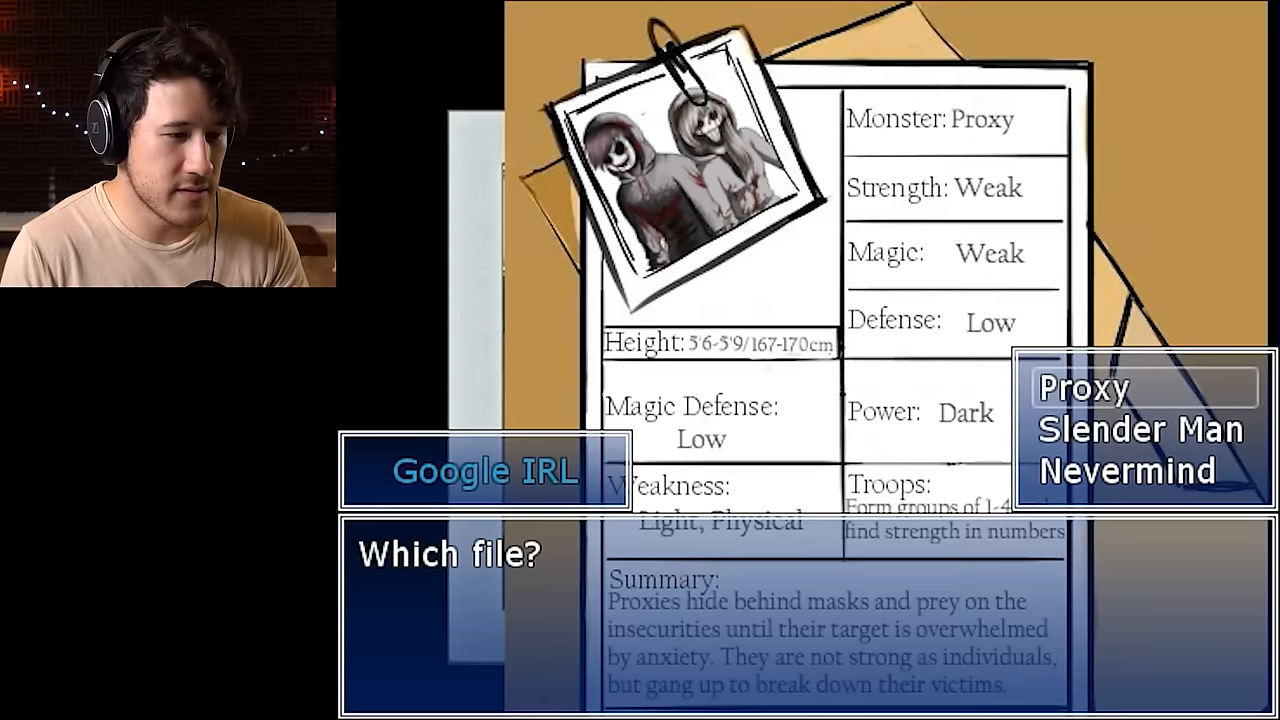 Monster: Proxy
Strength: Weak
Magic: Weak
Defense: Low
Height: 5'6-5'9/167-170cm
Magic Defense:
Low
Power: Dark
Proxy
Slender Man
Nevermind
Google IRL
Weakness:
Light, Physical
Troops:
Form groups of 1-4
find strength in numbers
Which file?
Summary:
Proxies hide behind masks and prey on the
insecurities until their target is overwhelmed
by anxiety. They are not strong as individuals,
but gang up to break down their victims.